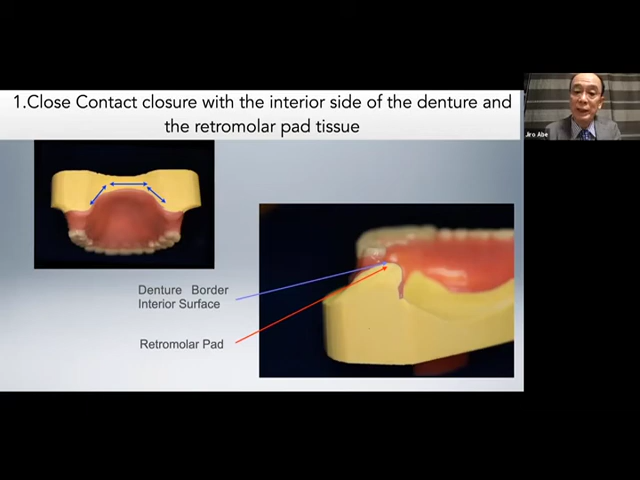 1.Close Contact closure with the interior side of the denture and
the retromolar pad tissue
Jiro Abe
Denture Border
Interior Surface
Retromolar Pad